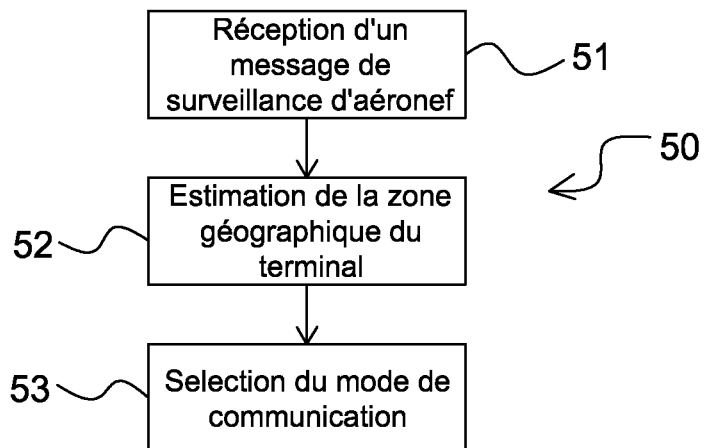 Réception d'un
message de
surveillance d'aéronef
51
50
Estimation de la zone
géographique du
terminal
52
Selection du mode de
communication
53